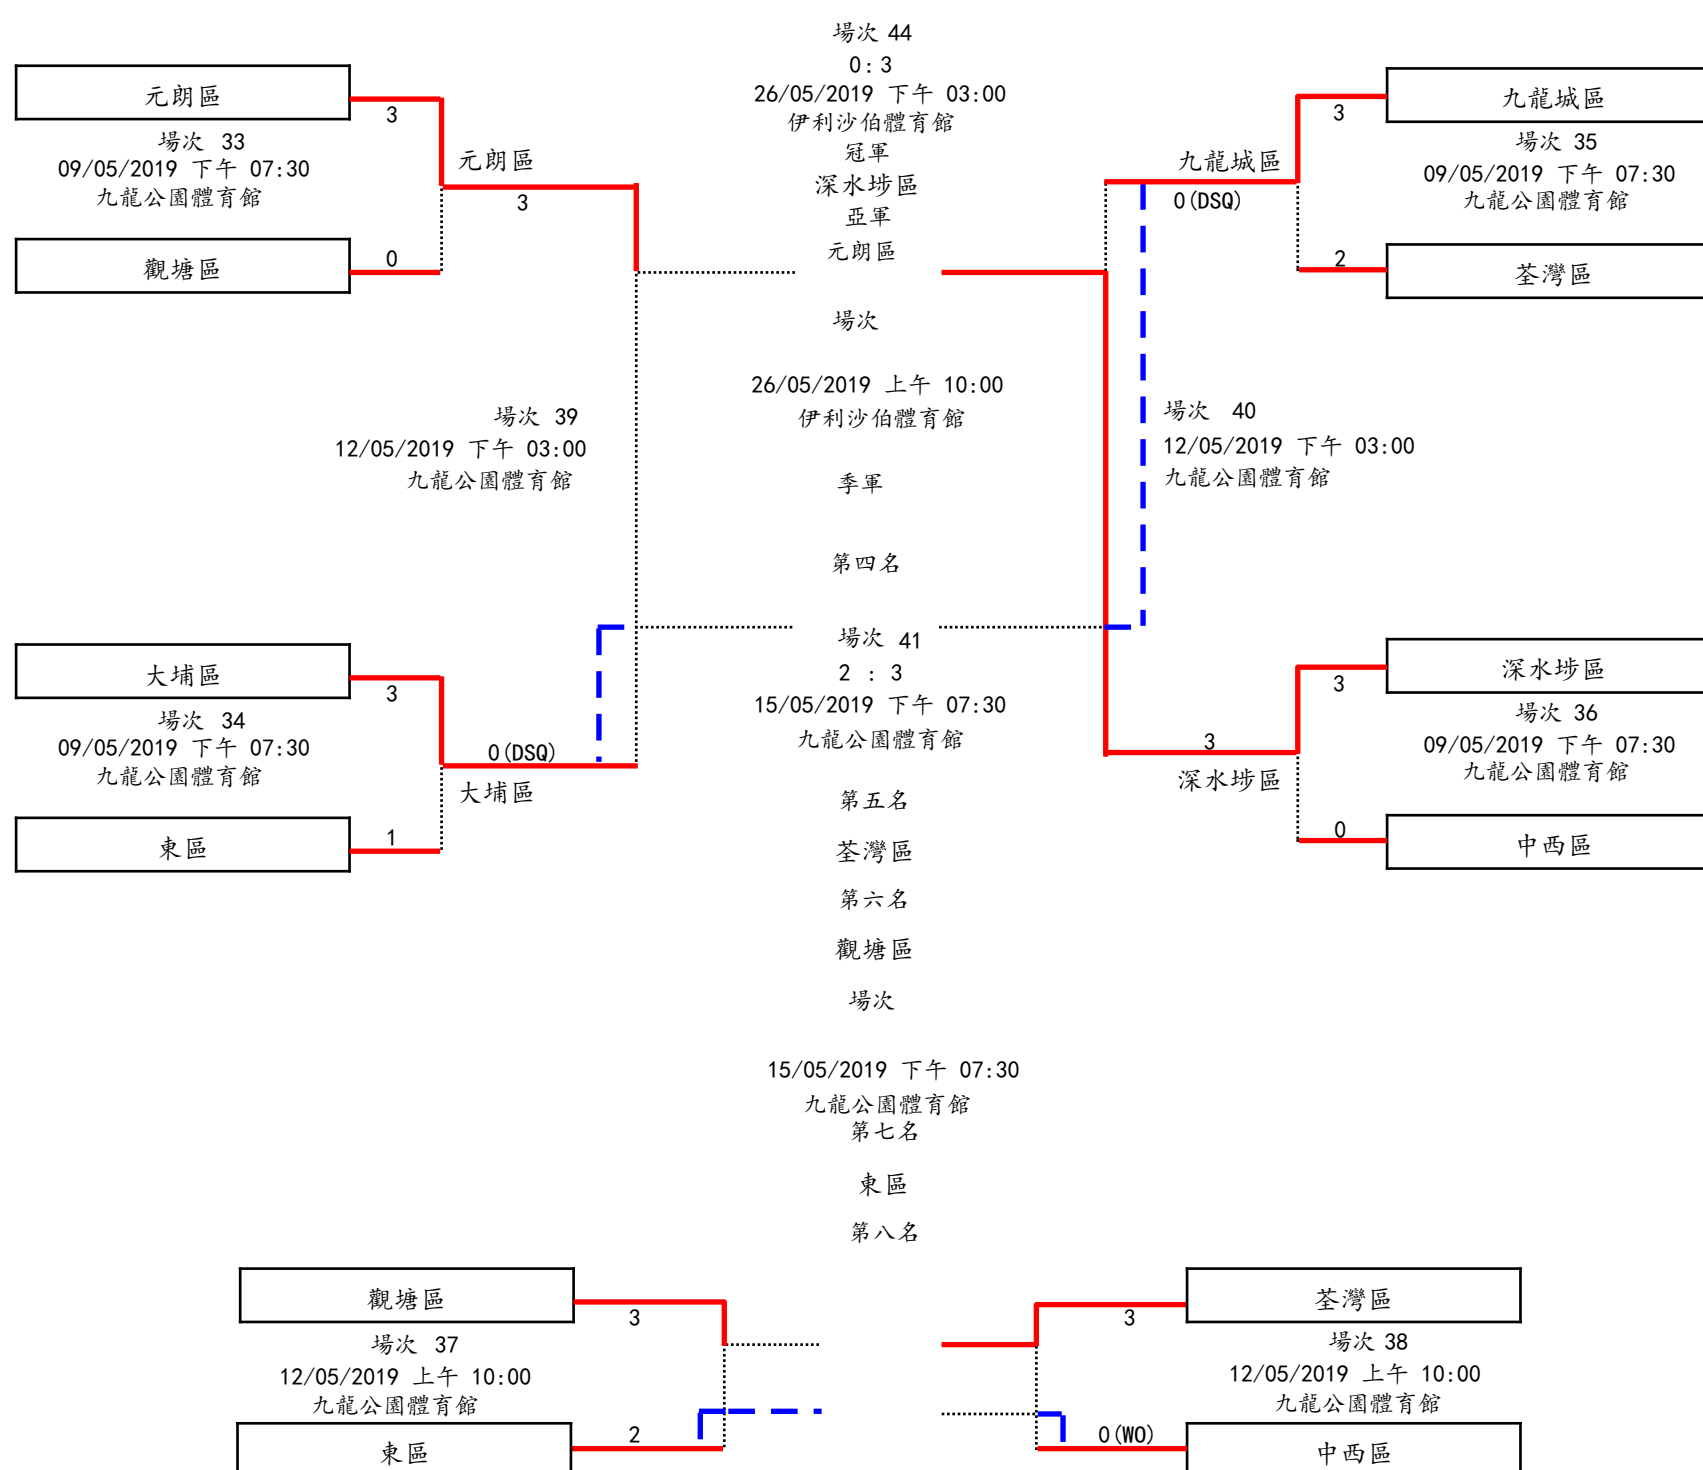 元朗區
3
場次 33
09/05/2019 下午 07:30
九龍公園體育館
元朗區
3
觀塘區
0
場次 39
12/05/2019 下午 03:00
九龍公園體育館
大埔區
3
場次 34
09/05/2019 下午 07:30
九龍公園體育館
0(DSQ)
大埔區
東區
1
場次 44
0:3
26/05/2019 下午 03:00
伊利沙伯體育館
冠軍
深水埗區
亞軍
元朗區
場次
26/05/2019 上午 10:00
伊利沙伯體育館
季軍
第四名
場次 41
2 : 3
15/05/2019 下午 07:30
九龍公園體育館
第五名
荃灣區
第六名
觀塘區
場次
15/05/2019 下午 07:30
九龍公園體育館
第七名
東區
第八名
九龍城區
3
場次 35
09/05/2019 下午 07:30
九龍公園體育館
九龍城區
0(DSQ)
2
荃灣區
場次 40
12/05/2019 下午 03:00
九龍公園體育館
深水埗區
3
場次 36
09/05/2019 下午 07:30
九龍公園體育館
3
深水埗區
0
中西區
觀塘區
3
場次 37
12/05/2019 上午 10:00
九龍公園體育館
東區
2
荃灣區
3
場次 38
12/05/2019 上午 10:00
九龍公園體育館
0(WO)
中西區